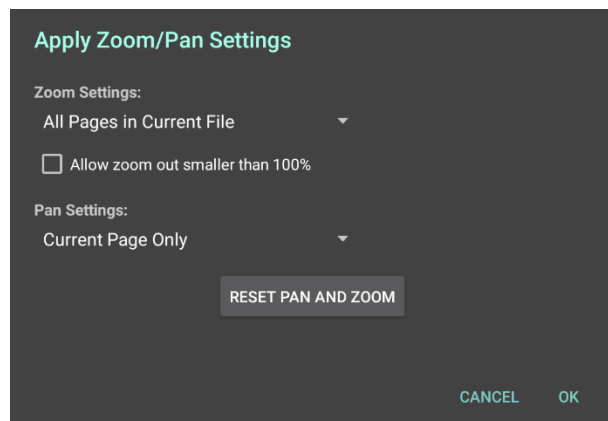 Apply Zoom/Pan Settings
Zoom Settings:
All Pages in Current File
Allow zoom out smaller than 100%
Pan Settings:
Current Page Only
RESET PAN AND ZOOM
CANCEL OK